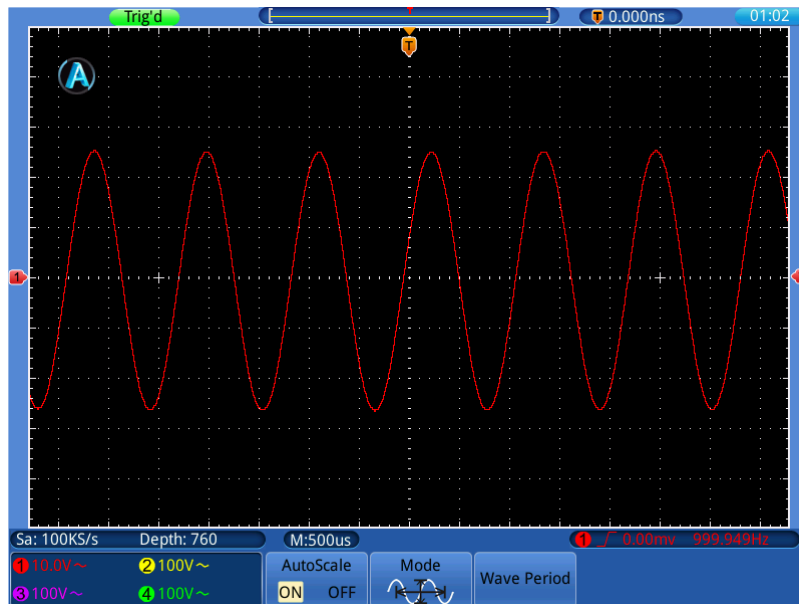 Trig'd [ ] T 0.000ns 01:02
T
A
1
Sa: 100KS/s Depth: 760 M:500us 1 0.00mv 999.949Hz
1 10.0V~ 2 100V~ AutoScale Mode Wave Period
3 100V~ 4 100V~ ON OFF